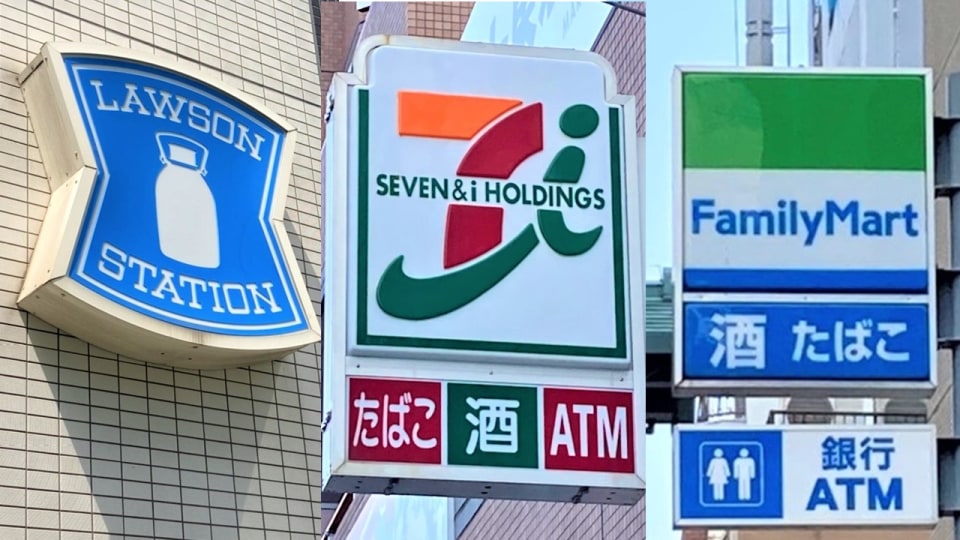 LAWSON
STATION
SEVEN&i HOLDINGS
たばこ 酒 ATM
FamilyMart
酒 たばこ
銀行
ATM